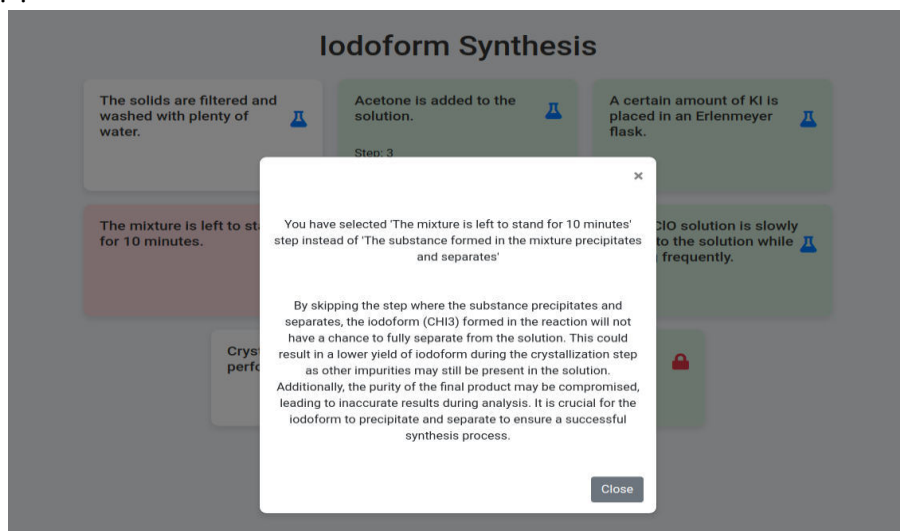 Iodoform Synthesis
The solids are filtered and
washed with plenty of
water.
Acetone is added to the
solution.
Step: 3
A certain amount of KI is
placed in an Erlenmeyer
flask.
The mixture is left to
for 10 minutes.
ClO solution is slowly
to the solution while
frequently.
×
You have selected 'The mixture is left to stand for 10 minutes'
step instead of 'The substance formed in the mixture precipitates
and separates'
By skipping the step where the substance precipitates and
separates, the iodoform (CHI3) formed in the reaction will not
have a chance to fully separate from the solution. This could
result in a lower yield of iodoform during the crystallization step
as other impurities may still be present in the solution.
Additionally, the purity of the final product may be compromised,
leading to inaccurate results during analysis. It is crucial for the
iodoform to precipitate and separate to ensure a successful
synthesis process.
Close